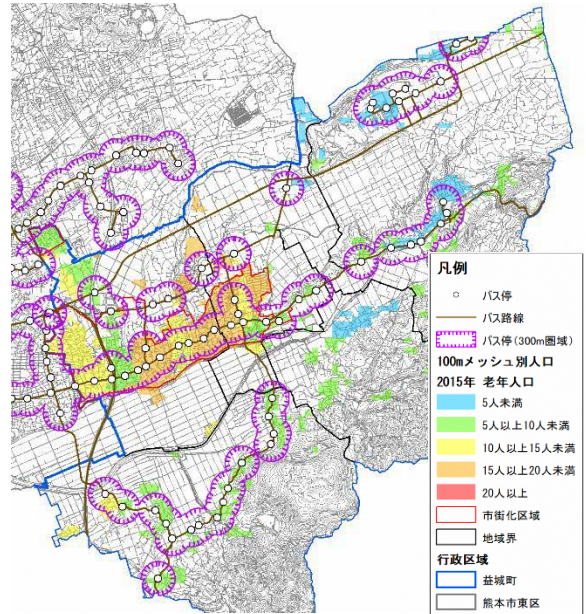 凡例
バス停
バス路線
バス停(300m圏域)
100mメッシュ別人口
2015年 老年人口
5人未満
5人以上10人未満
10人以上15人未満
15人以上20人未満
20人以上
市街化区域
地域界
行政区域
益城町
熊本市東区